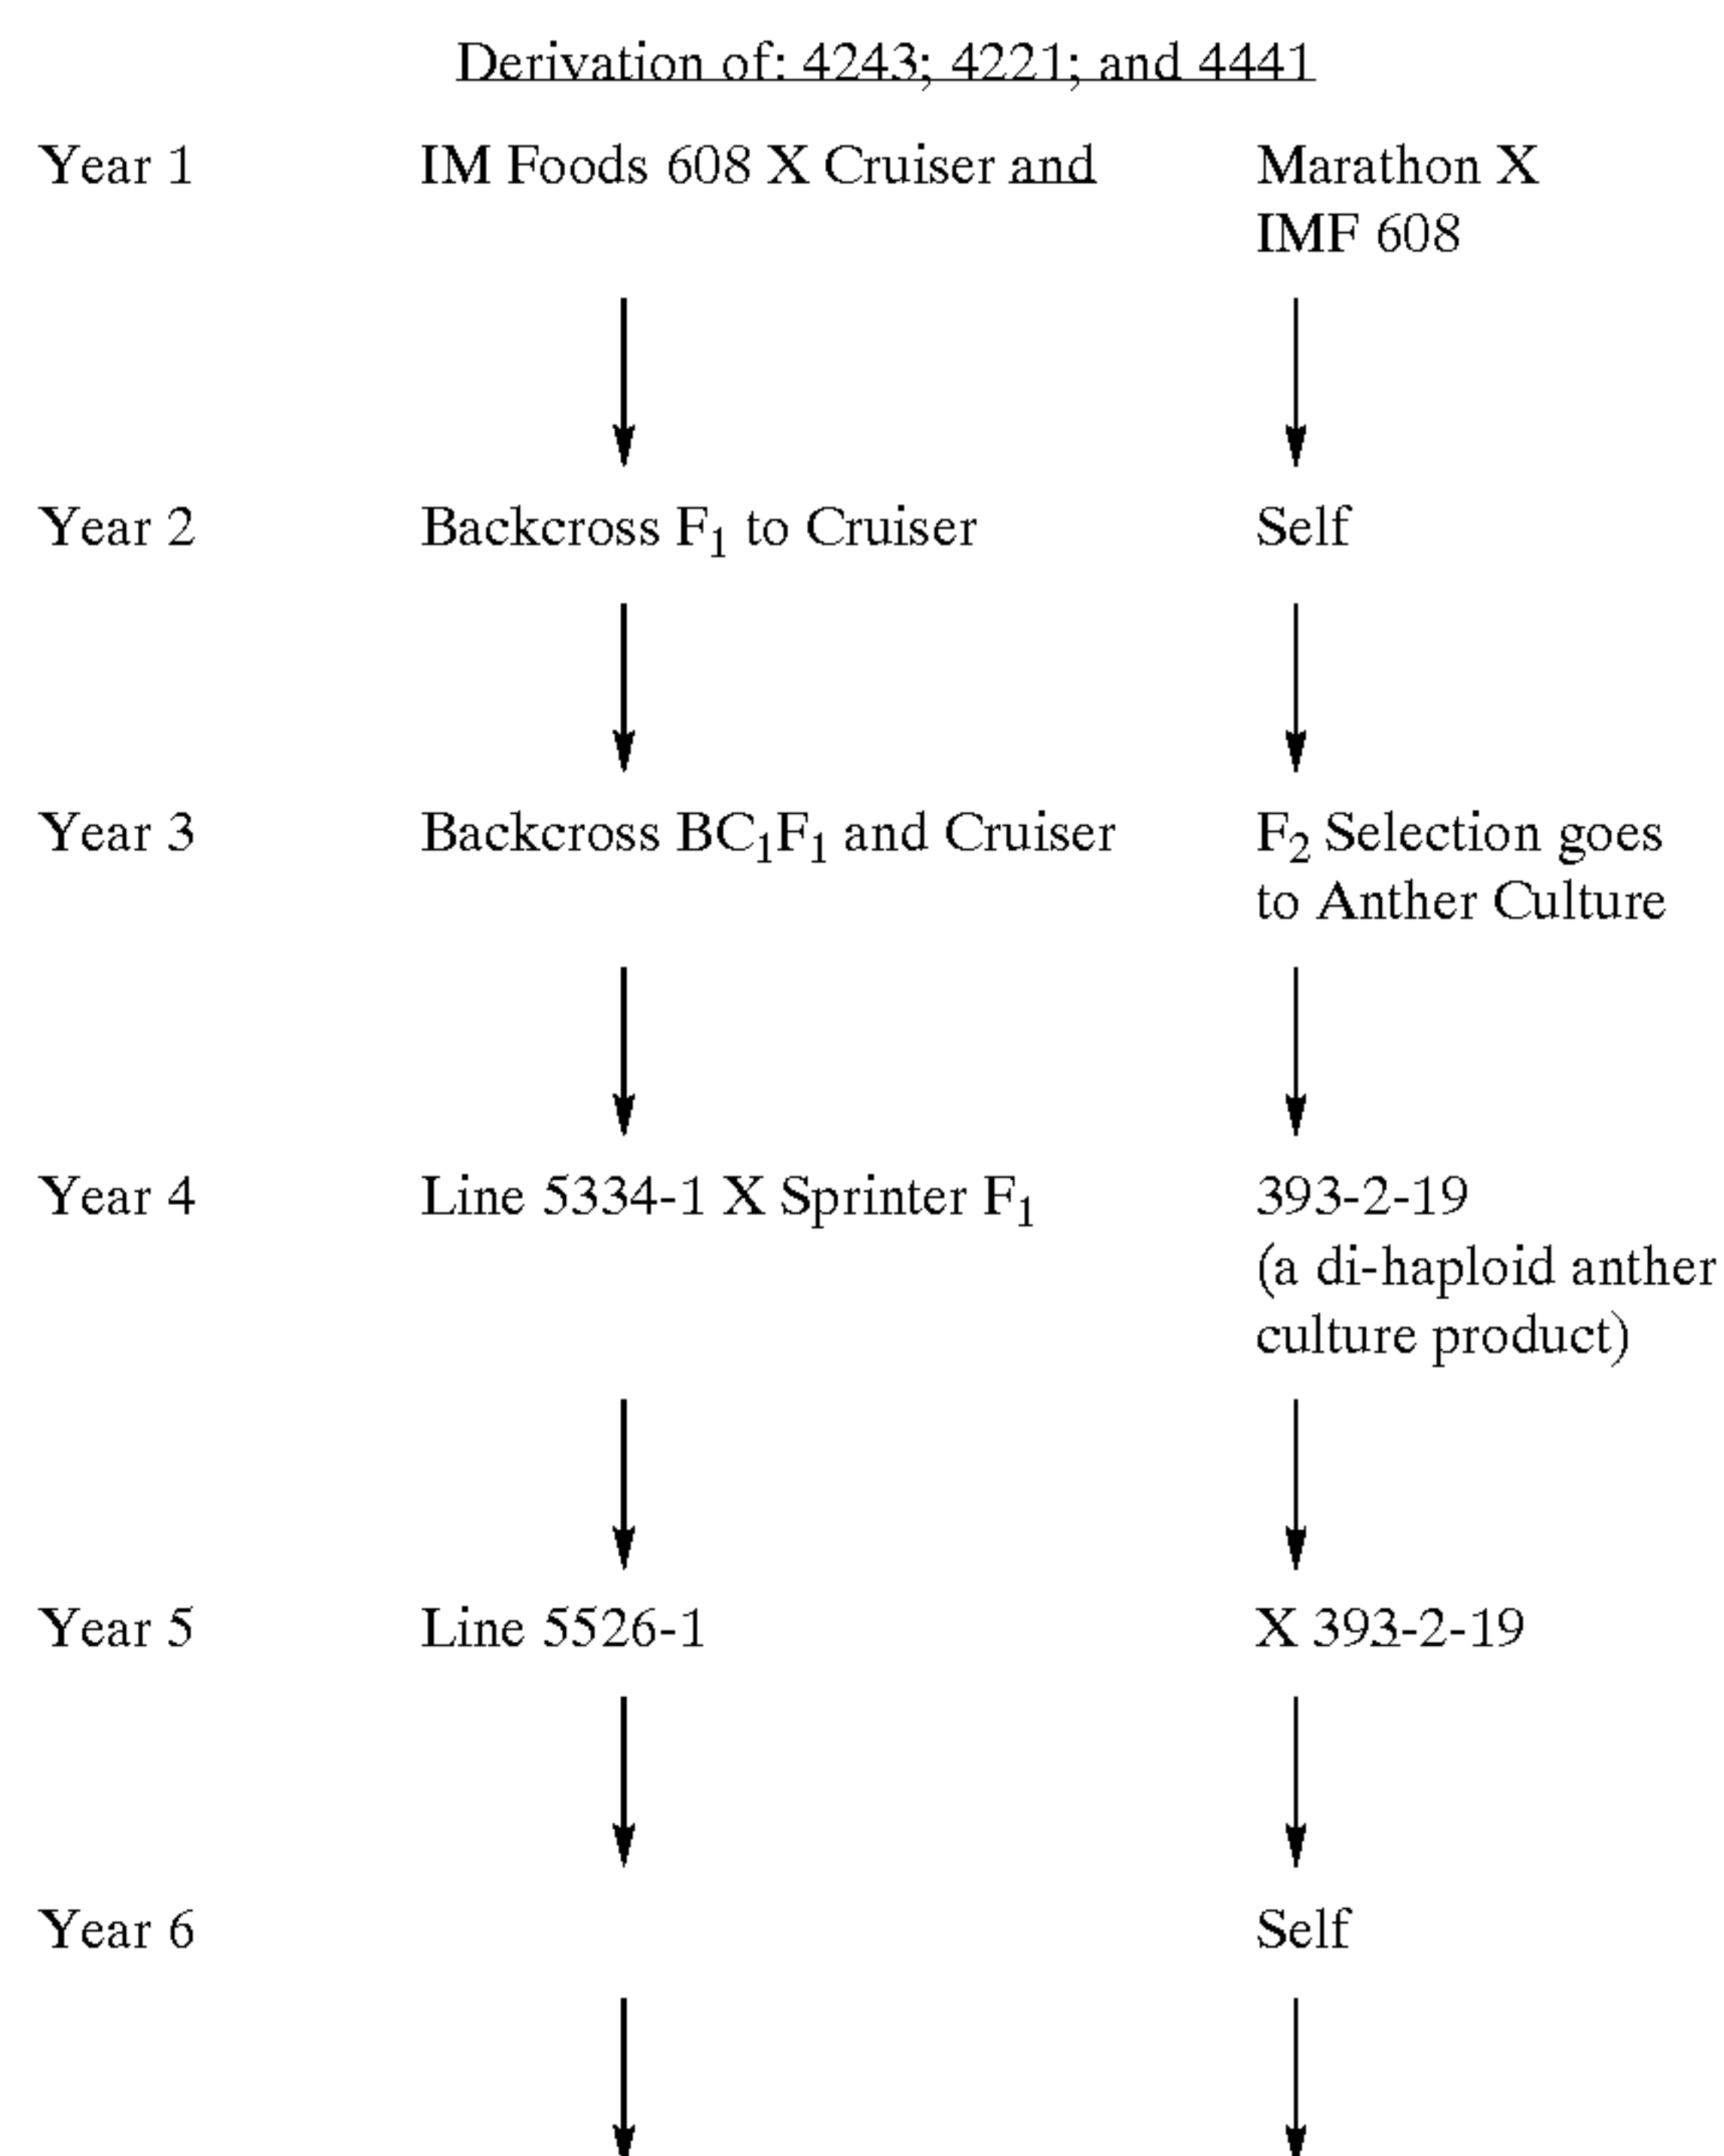 Derivation of: 4243; 4221; and 4441
Year 1 IM Foods 608 X Cruiser and Marathon X
IMF 608
Year 2 Backcross F₁ to Cruiser Self
Year 3 Backcross BC₁F₁ and Cruiser F₂ Selection goes
to Anther Culture
Year 4 Line 5334-1 X Sprinter F₁ 393-2-19
(a di-haploid anther
culture product)
Year 5 Line 5526-1 X 393-2-19
Year 6 Self